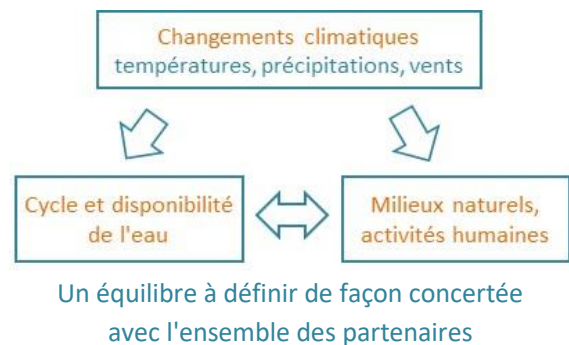 Changements climatiques
températures, précipitations, vents
Cycle et disponibilité
de l'eau
Milieux naturels,
activités humaines
Un équilibre à définir de façon concertée
avec l'ensemble des partenaires